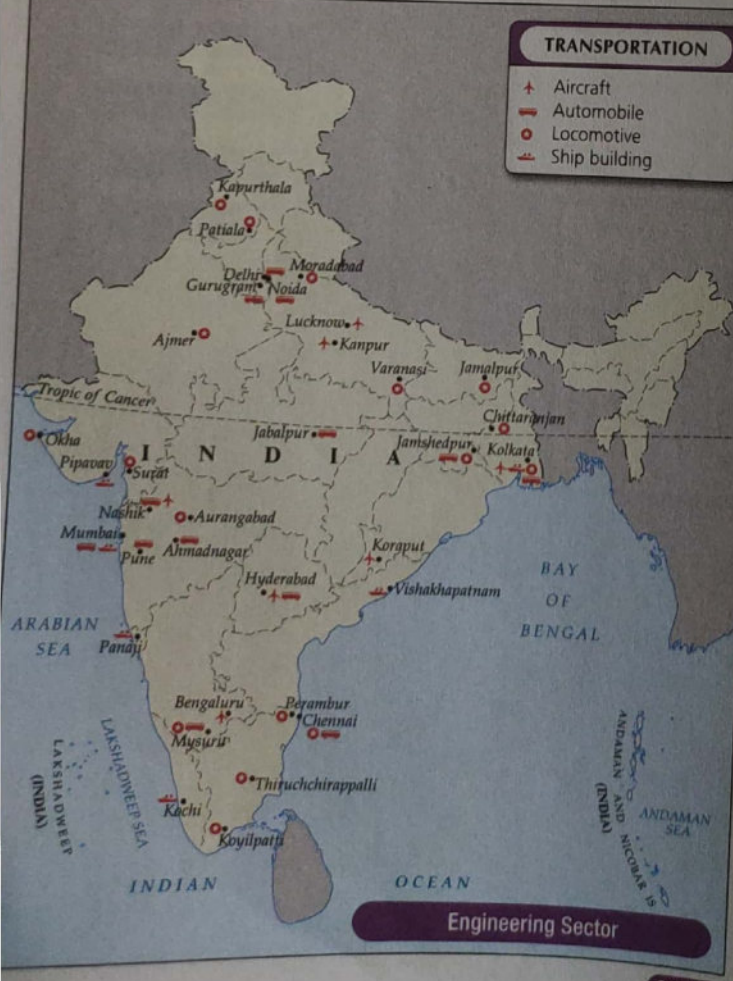 TRANSPORTATION
Aircraft
Automobile
Locomotive
Ship building
Kapurthala
Patiala
Delhi
Moradabad
Gurugram
Noida
Lucknow
Ajmer
Kanpur
Varanasi
Jamalpur
Tropic of Cancer
Chittaranjan
Okha
Jabalpur
Jamshedpur
Kolkata
I N D I A
Pipavav
Surat
Nashik
Aurangabad
Mumbai
Pune
Ahmadnagar
Koraput
Hyderabad
Vishakhapatnam
BAY
OF
BENGAL
ARABIAN
SEA
Panaji
Bengaluru
Perambur
Chennai
Mysuru
LAKSHADWEEP SEA
LAKSHADWEEP
(INDIA)
Thiruchchirappalli
Kochi
Koyilpatti
ANDAMAN AND NICOBAR IS
(INDIA)
ANDAMAN
SEA
INDIAN OCEAN
Engineering Sector